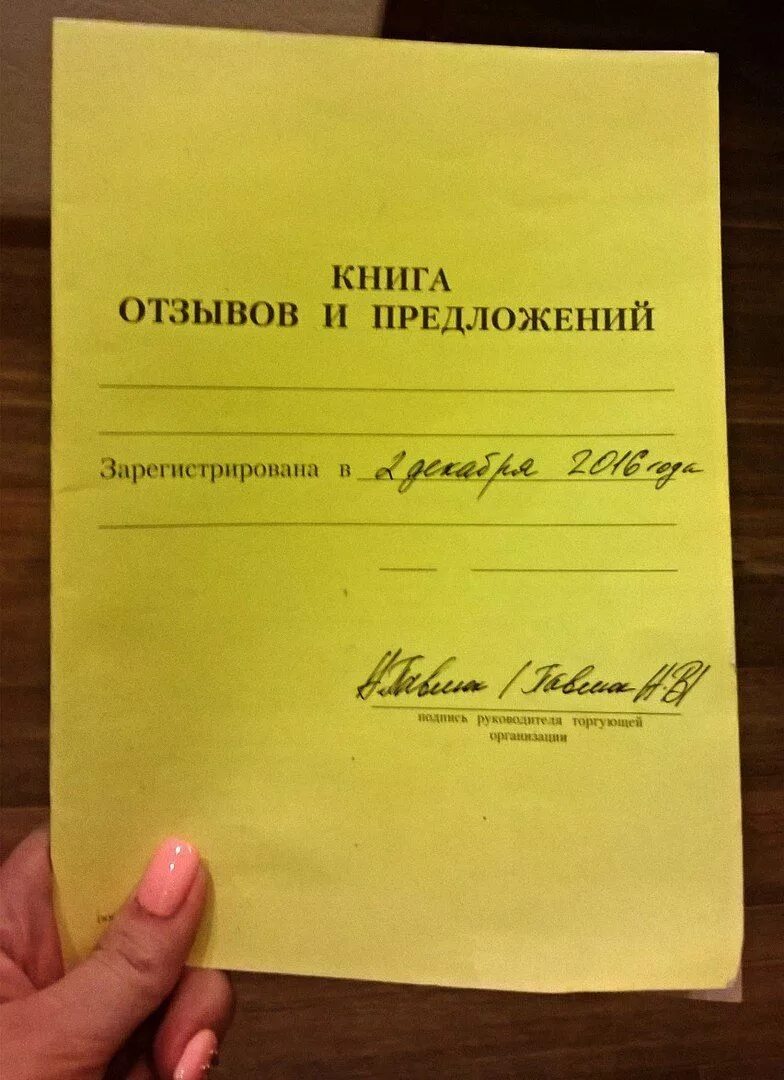 КНИГА
ОТЗЫВОВ И ПРЕДЛОЖЕНИЙ
Зарегистрирована в 2 декабря 2016 года
подпись руководителя торгующей
организации